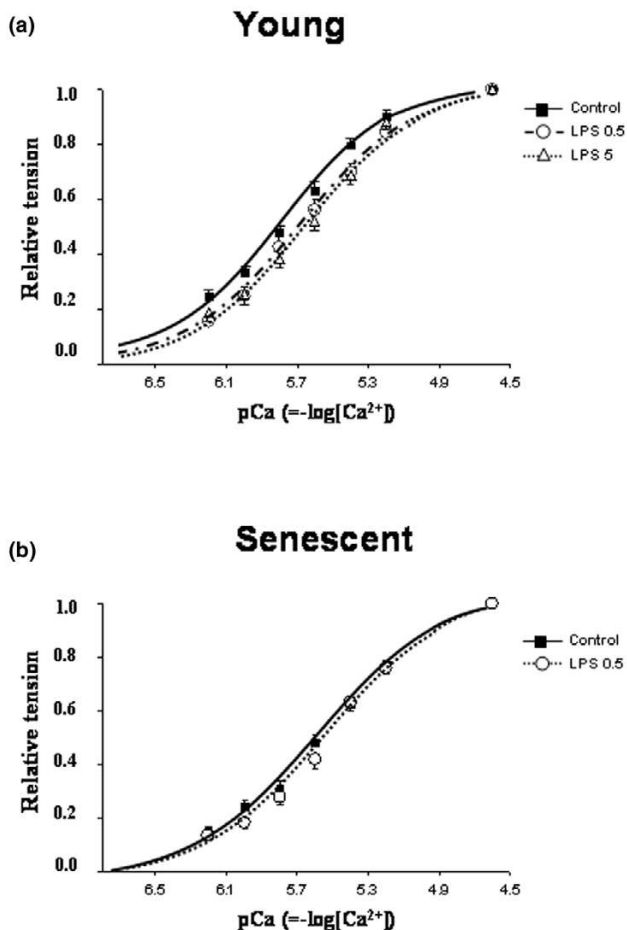 (a)
Young
1.0
0.8
0.6
0.4
0.2
0.0
Relative tension
6.5 6.1 5.7 5.3 4.9 4.5
pCa (=-log[Ca²⁺])
Control
LPS 0.5
LPS 5
(b)
Senescent
1.0
0.8
0.6
0.4
0.2
0.0
Relative tension
6.5 6.1 5.7 5.3 4.9 4.5
pCa (=-log[Ca²⁺])
Control
LPS 0.5